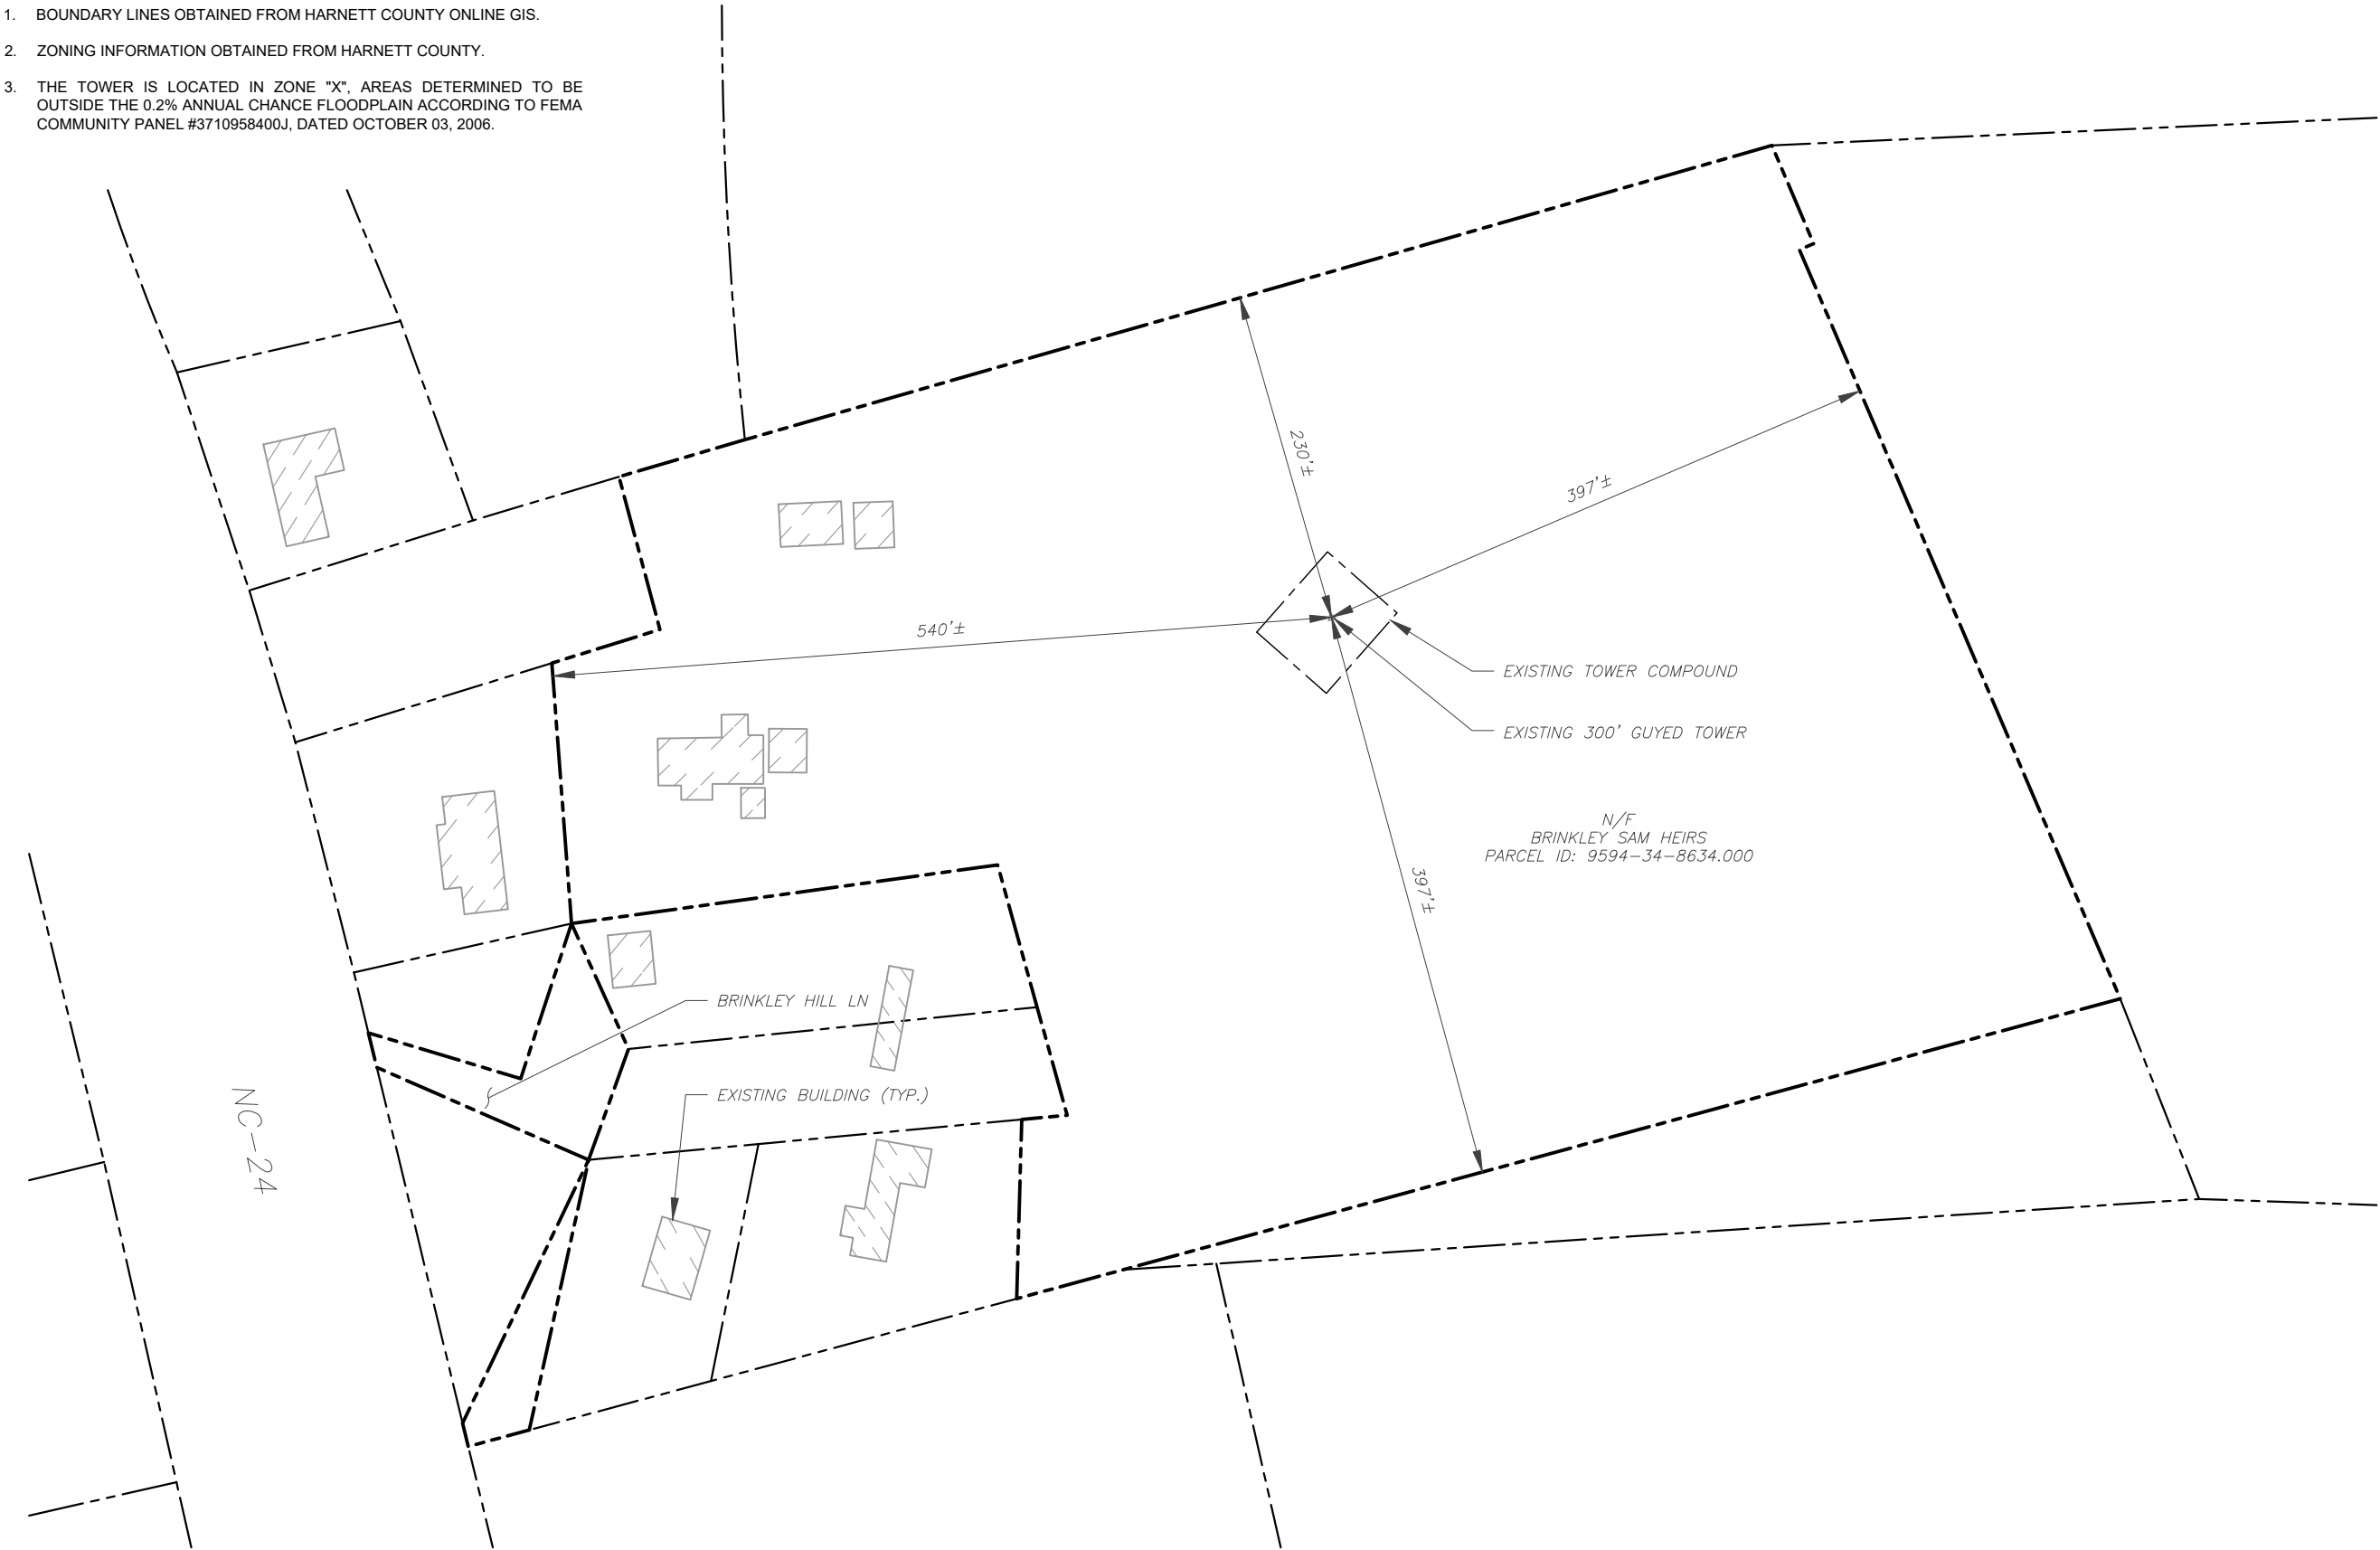 1. BOUNDARY LINES OBTAINED FROM HARNETT COUNTY ONLINE GIS.
2. ZONING INFORMATION OBTAINED FROM HARNETT COUNTY.
3. THE TOWER IS LOCATED IN ZONE "X", AREAS DETERMINED TO BE
OUTSIDE THE 0.2% ANNUAL CHANCE FLOODPLAIN ACCORDING TO FEMA
COMMUNITY PANEL #3710958400J, DATED OCTOBER 03, 2006.
230'±
397'±
540'±
EXISTING TOWER COMPOUND
EXISTING 300' GUYED TOWER
N/F
BRINKLEY SAM HEIRS
PARCEL ID: 9594-34-8634.000
397'±
BRINKLEY HILL LN
EXISTING BUILDING (TYP.)
NC-24